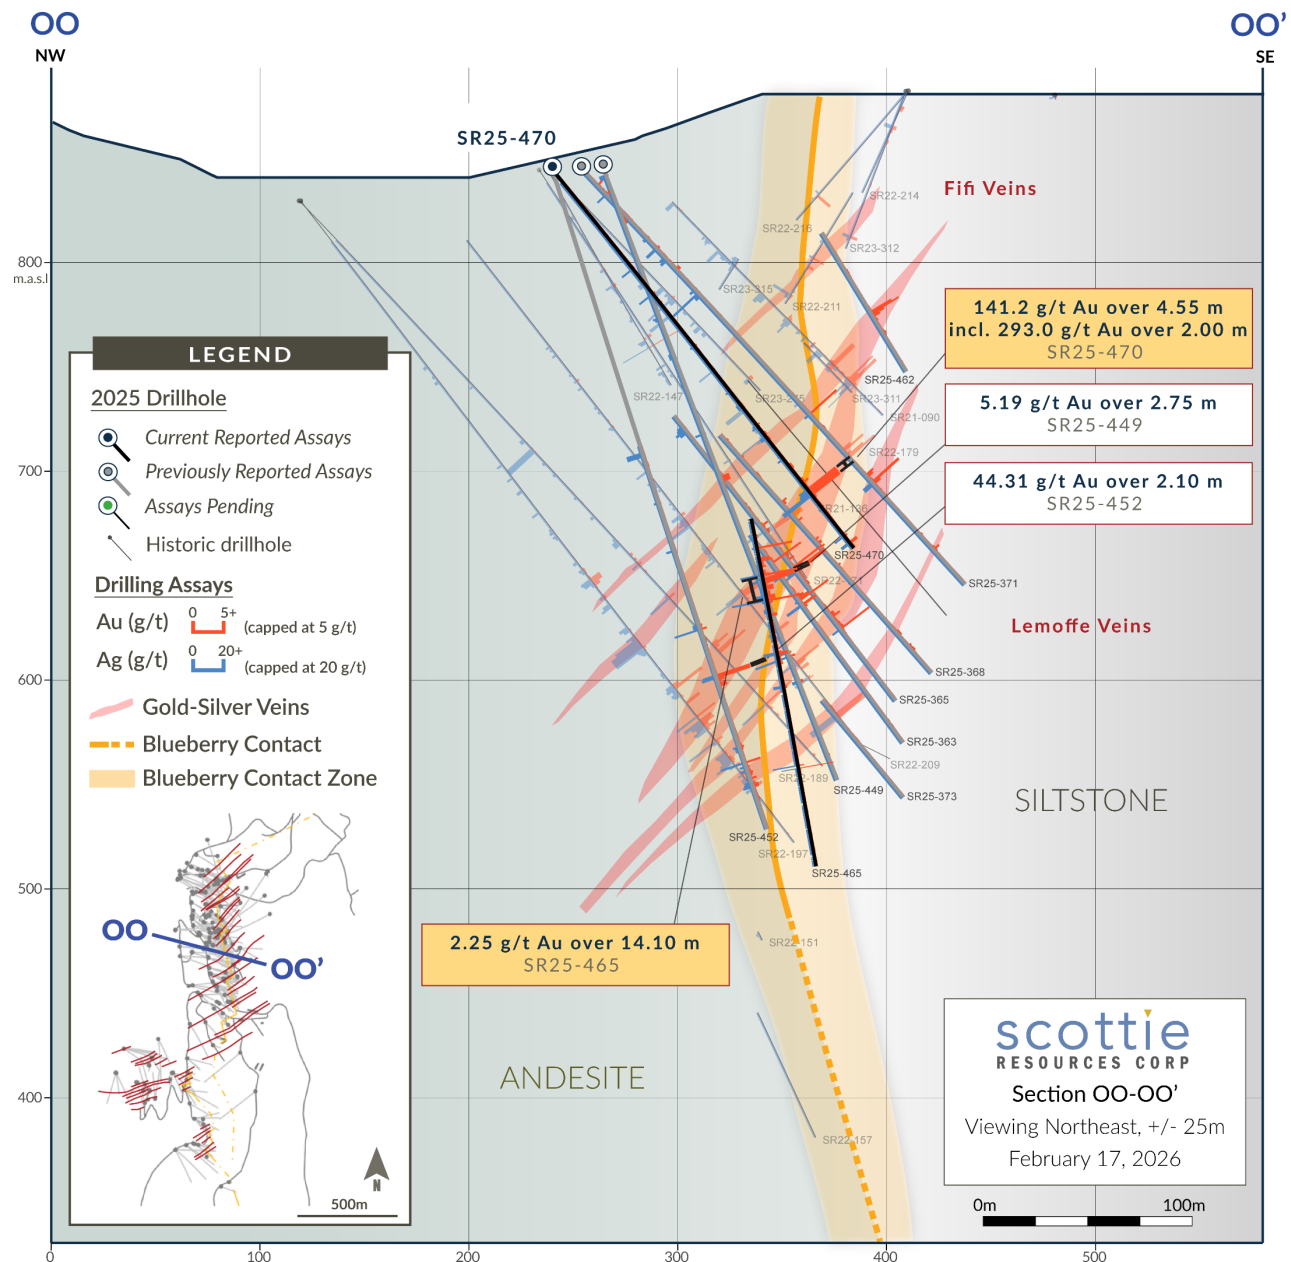 OO
OO'
NW
SE
SR25-470
Fifi Veins
SR22-214
SR22-216
SR23-312
800
m.a.s.l
SR23-315
SR22-211
141.2 g/t Au over 4.55 m
incl. 293.0 g/t Au over 2.00 m
SR25-470
LEGEND
2025 Drillhole
Current Reported Assays
Previously Reported Assays
Assays Pending
Historic drillhole
Drilling Assays
Au (g/t)
0 5+
(capped at 5 g/t)
Ag (g/t)
0 20+
(capped at 20 g/t)
Gold-Silver Veins
Blueberry Contact
Blueberry Contact Zone
SR25-462
SR22-147
SR23-311
SR21-090
5.19 g/t Au over 2.75 m
SR25-449
SR22-179
700
44.31 g/t Au over 2.10 m
SR25-452
SR25-470
SR25-371
Lemoffe Veins
SR25-368
600
SR25-365
SR25-363
SR22-209
SR22-189
SR25-449
SR25-373
SILTSTONE
SR25-452
SR22-197
SR25-465
500
2.25 g/t Au over 14.10 m
SR25-465
SR22-151
OO
OO'
ANDESITE
400
SR22-157
N
500m
scottie
RESOURCES CORP
Section OO-OO'
Viewing Northeast, +/- 25m
February 17, 2026
0m
100m
0
100
200
300
400
500